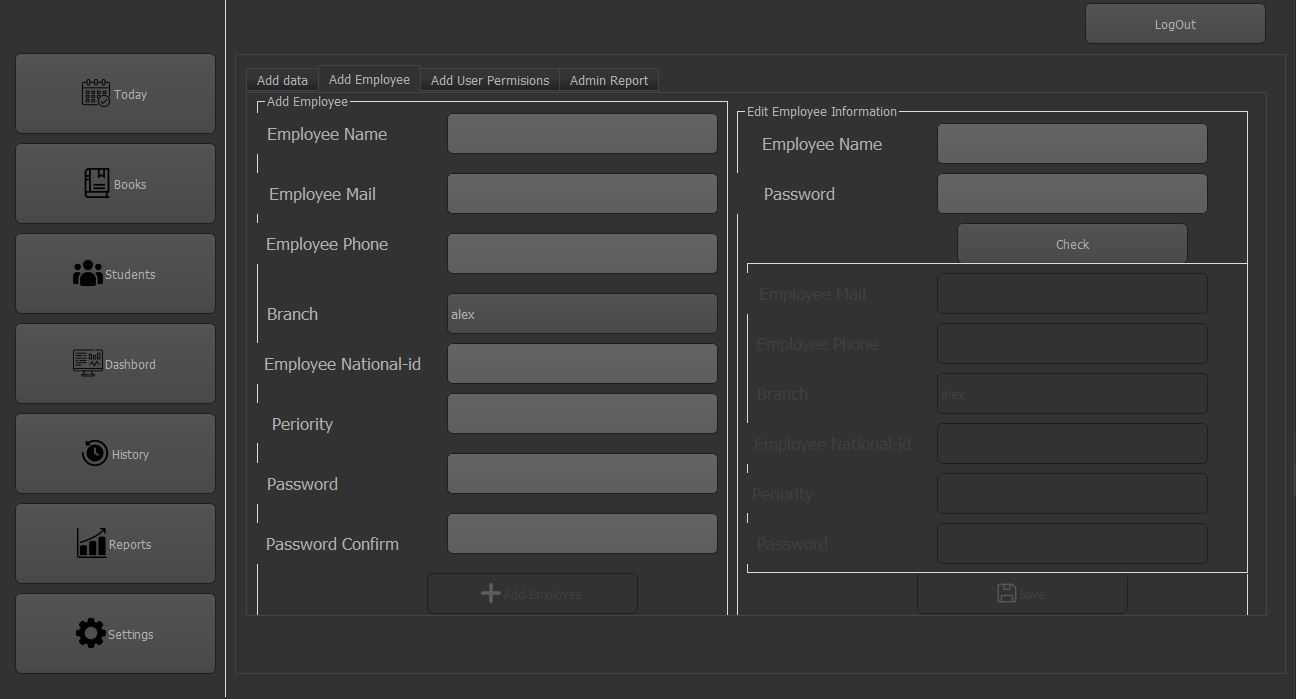 LogOut
Today
Books
Students
Dashbord
History
Reports
Settings
Add data
Add Employee
Add User Permisions
Admin Report
Add Employee
Employee Name
Employee Mail
Employee Phone
Branch
alex
Employee National-id
Periority
Password
Password Confirm
Add Employee
Edit Employee Information
Employee Name
Password
Check
Employee Mail
Employee Phone
Branch
alex
Employee National-id
Periority
Password
Save